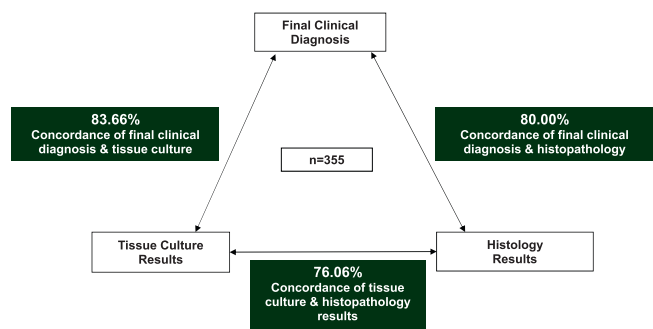 Final Clinical
Diagnosis
83.66%
Concordance of final clinical
diagnosis & tissue culture
80.00%
Concordance of final clinical
diagnosis & histopathology
n=355
Tissue Culture
Results
Histology
Results
76.06%
Concordance of tissue
culture & histopathology
results